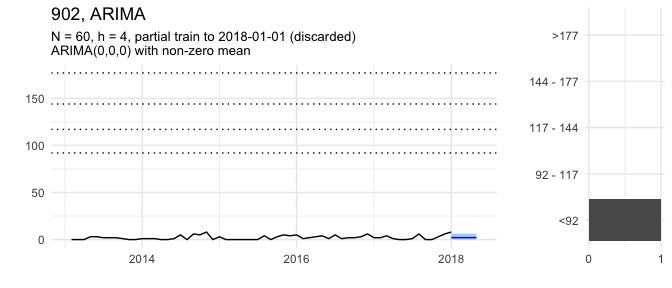 902, ARIMA
N = 60, h = 4, partial train to 2018-01-01 (discarded)
ARIMA(0,0,0) with non-zero mean
150
100
50
0
2014
2016
2018
>177
144 - 177
117 - 144
92 - 117
<92
0
1